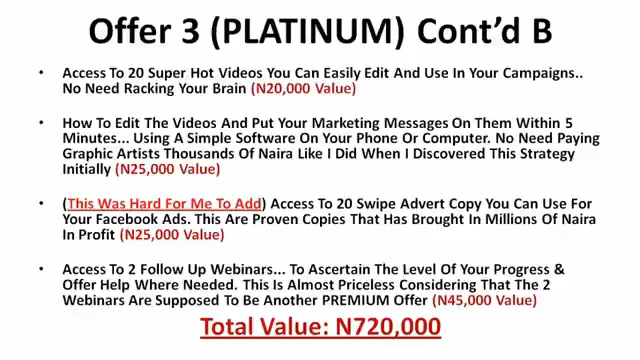 Offer 3 (PLATINUM) Cont’d B
• Access To 20 Super Hot Videos You Can Easily Edit And Use In Your Campaigns..
No Need Racking Your Brain (N20,000 Value)
• How To Edit The Videos And Put Your Marketing Messages On Them Within 5
Minutes... Using A Simple Software On Your Phone Or Computer. No Need Paying
Graphic Artists Thousands Of Naira Like I Did When I Discovered This Strategy
Initially (N25,000 Value)
• (This Was Hard For Me To Add) Access To 20 Swipe Advert Copy You Can Use For
Your Facebook Ads. This Are Proven Copies That Has Brought In Millions Of Naira
In Profit (N25,000 Value)
• Access To 2 Follow Up Webinars... To Ascertain The Level Of Your Progress &
Offer Help Where Needed. This Is Almost Priceless Considering That The 2
Webinars Are Supposed To Be Another PREMIUM Offer (N45,000 Value)
Total Value: N720,000